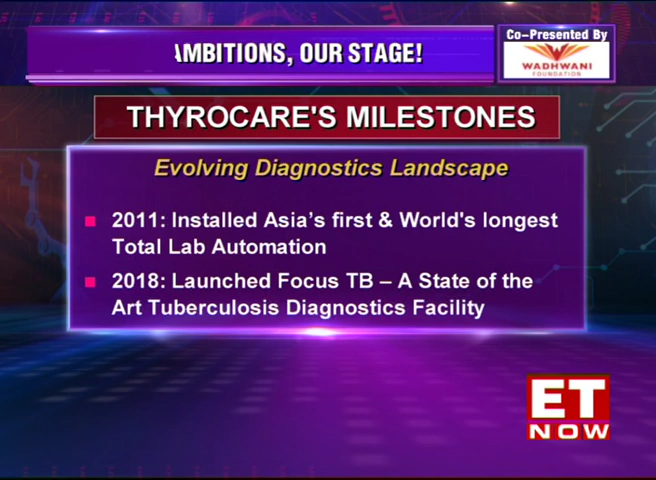 AMBITIONS, OUR STAGE!
Co-Presented By
WADHWANI
FOUNDATION
THYROCARE'S MILESTONES
Evolving Diagnostics Landscape
2011: Installed Asia's first & World's longest
Total Lab Automation
2018: Launched Focus TB – A State of the
Art Tuberculosis Diagnostics Facility
ET
NOW